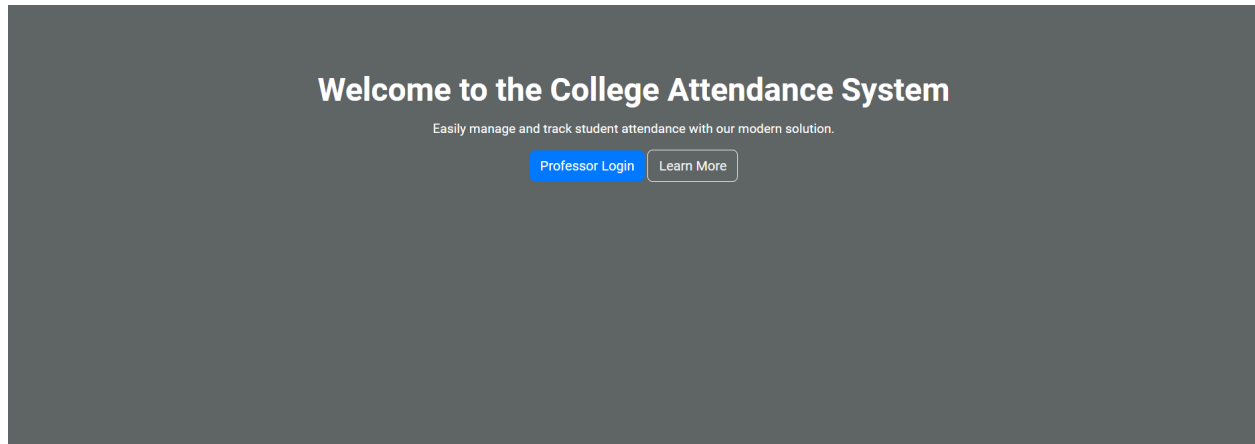 Welcome to the College Attendance System
Easily manage and track student attendance with our modern solution.
Professor Login
Learn More